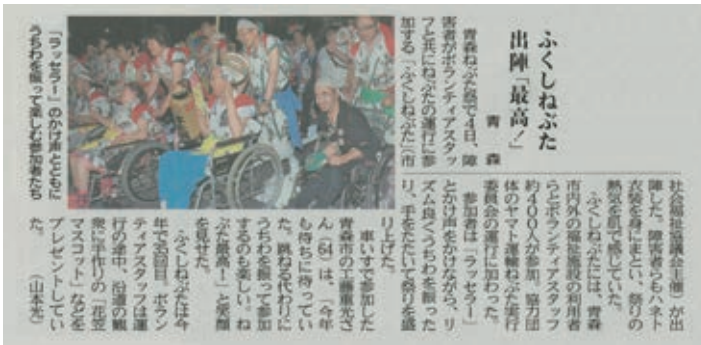 ふくしねぶた
出陣「最高!」
青森
青森ねぶた祭で4日、障
害者がボランティアスタッ
フと共にねぶたの運行に参
加する「ふくしねぶた」(市
社会福祉協議会主催)が出
陣した。障害者らもハネト
衣装を身にまとい、祭りの
熱気を肌で感じていた。
ふくしねぶたには、青森
市内外の福祉施設の利用者
らとボランティアスタッフ
約400人が参加。協力団
体のヤマト運輸ねぶた実行
委員会の運行に加わった。
参加者は「ラッセラー」
とかけ声をかけながら、リ
ズム良くうちわを振った
り、手をたたいて祭りを盛
り上げた。
車いすで参加した
青森市の工藤重光さ
ん(64)は、「今年
も待ちに待ってい
た。跳ねる代わりに
うちわを振って参加
するのも楽しい。ね
ぶた最高!」と笑顔
を見せた。
ふくしねぶたは今
年で回目。ボラン
ティアスタッフは運
行の途中、沿道の観
衆に手作りの「花笠
マスコット」などを
プレゼントしてい
た。(山本光)
「ラッセラー」のかけ声とともに
うちわを振って楽しむ参加者たち